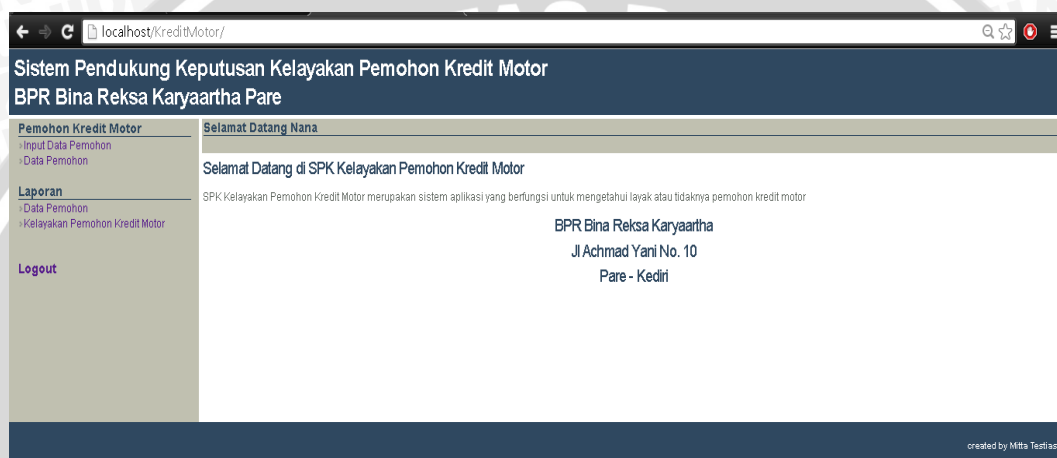 localhost/KreditMotor/
Sistem Pendukung Keputusan Kelayakan Pemohon Kredit Motor
BPR Bina Reksa Karyaartha Pare
Pemohon Kredit Motor
Input Data Pemohon
Data Pemohon
Laporan
Data Pemohon
Kelayakan Pemohon Kredit Motor
Logout
Selamat Datang Nana
Selamat Datang di SPK Kelayakan Pemohon Kredit Motor
SPK Kelayakan Pemohon Kredit Motor merupakan sistem aplikasi yang berfungsi untuk mengetahui layak atau tidaknya pemohon kredit motor
BPR Bina Reksa Karyaartha
Jl Achmad Yani No. 10
Pare - Kediri
created by Mitta Testias